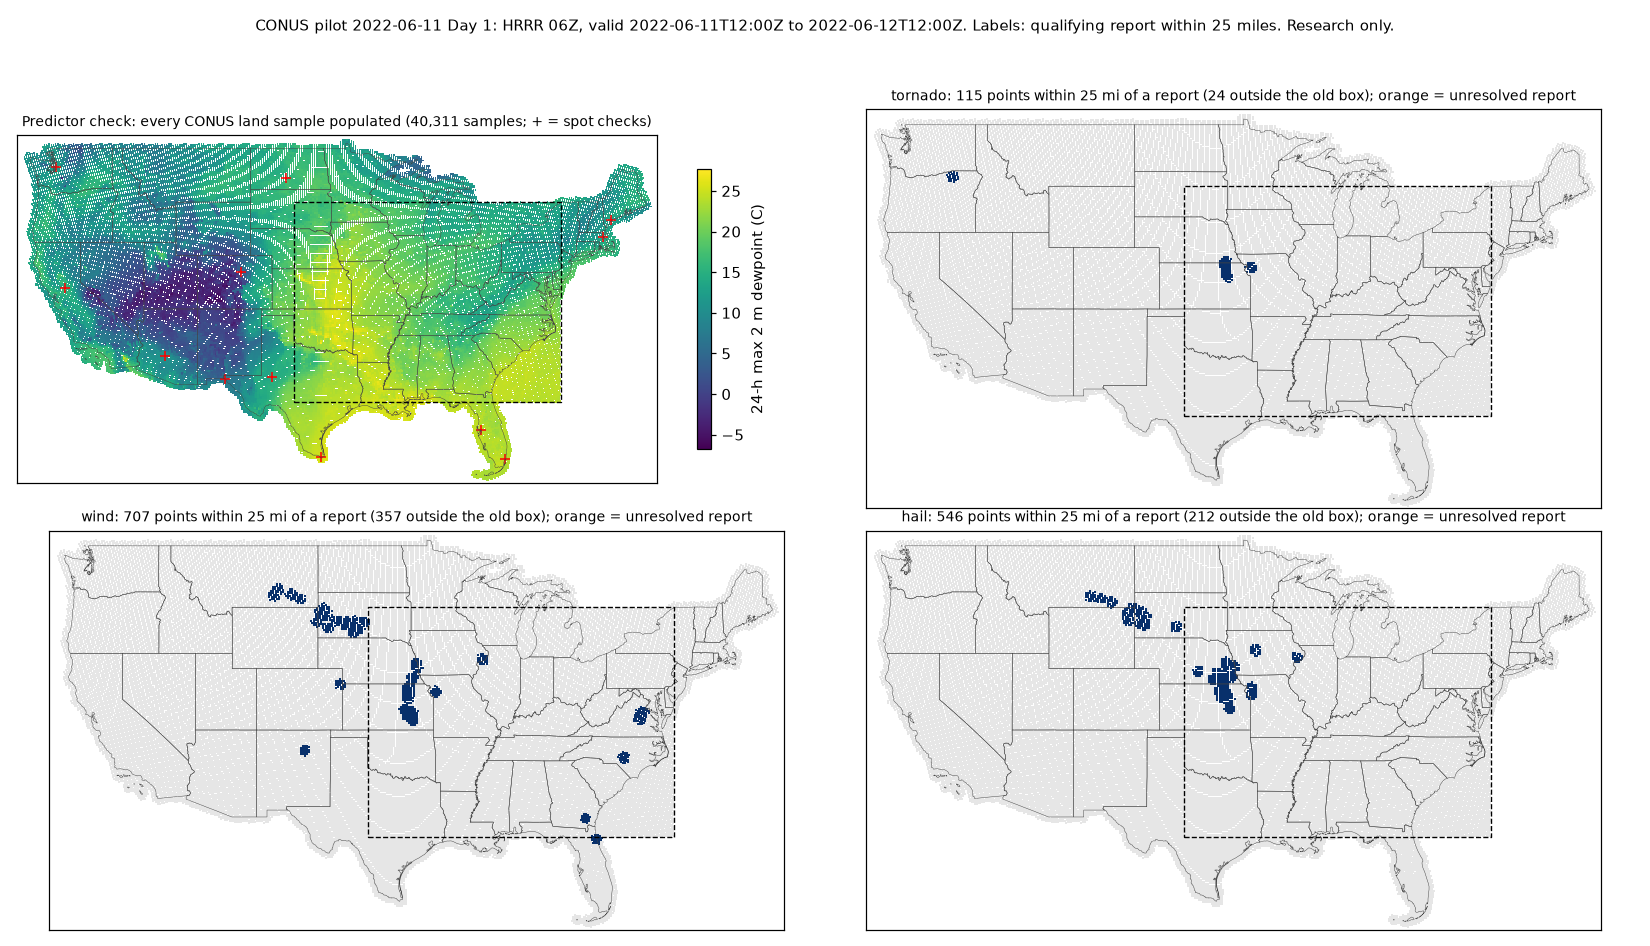 CONUS pilot 2022-06-11 Day 1: HRRR 06Z, valid 2022-06-11T12:00Z to 2022-06-12T12:00Z. Labels: qualifying report within 25 miles. Research only.
Predictor check: every CONUS land sample populated (40,311 samples; + = spot checks)
25
20
15
10
5
0
−5
24-h max 2 m dewpoint (C)
tornado: 115 points within 25 mi of a report (24 outside the old box); orange = unresolved report
wind: 707 points within 25 mi of a report (357 outside the old box); orange = unresolved report
hail: 546 points within 25 mi of a report (212 outside the old box); orange = unresolved report